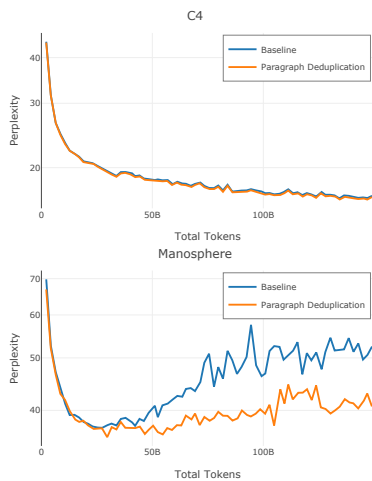 C4
Baseline
Paragraph Deduplication
Perplexity
40
30
20
0
50B
100B
Total Tokens
Manosphere
Baseline
Paragraph Deduplication
Perplexity
70
60
50
40
0
50B
100B
Total Tokens